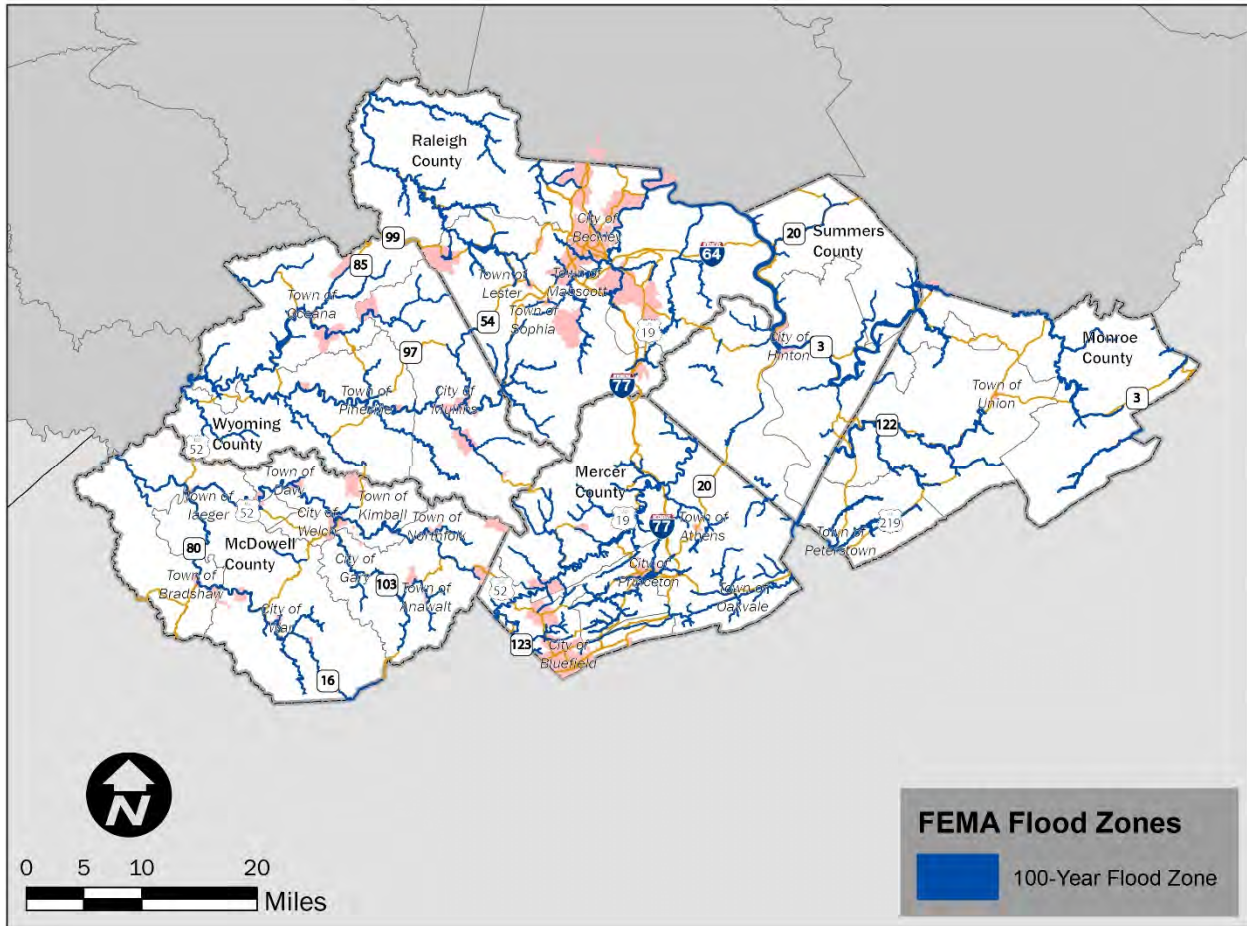 Raleigh
County
City of
Beckley
99
85
20
Summers
County
64
Town of
Lester
Town of
Mabscott
Town of
Oceana
Town of
Sophia
54
19
City of
Hinton
3
Monroe
County
97
77
Town of
Pineville
City of
Mullins
Town of
Union
3
122
Wyoming
County
52
Mercer
County
20
Town of
Davy
Town of
Iaeger
52
City of
Welch
Town of
Kimball
Town of
Northfork
19
77
Town of
Athens
219
Town of
Peterstown
80
McDowell
County
City of
Gary
103
Town of
Anawalt
Town of
Bradshaw
City of
War
52
City of
Princeton
Town of
Oakvale
16
123
City of
Bluefield
N
0 5 10 20
Miles
FEMA Flood Zones
100-Year Flood Zone